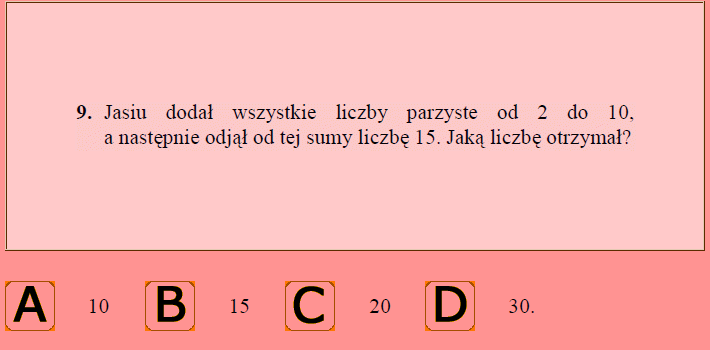 9. Jasiu dodał wszystkie liczby parzyste od 2 do 10,
a następnie odjął od tej sumy liczbę 15. Jaką liczbę otrzymał?
A 10 B 15 C 20 D 30.